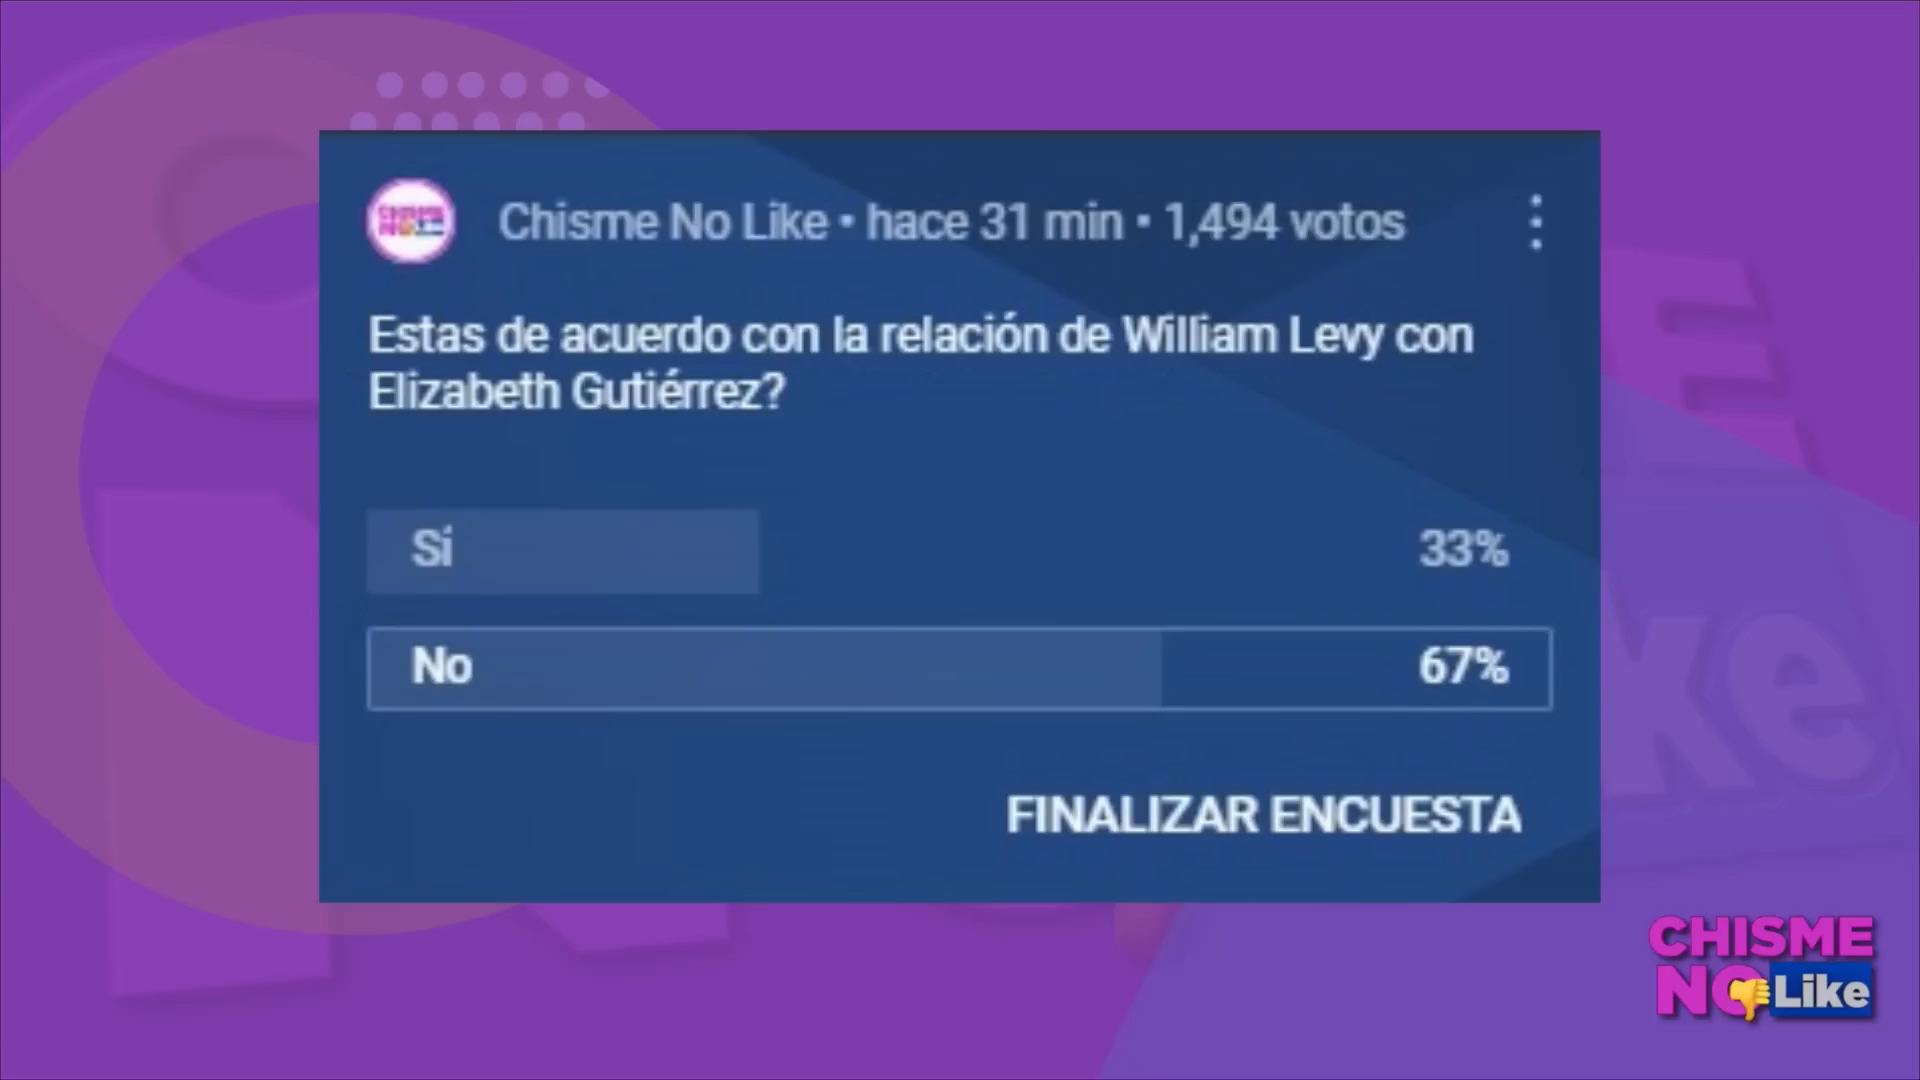 Chisme No Like • hace 31 min • 1,494 votos
Estas de acuerdo con la relación de William Levy con
Elizabeth Gutiérrez?
Sí 33%
No 67%
FINALIZAR ENCUESTA
CHISME
NO Like